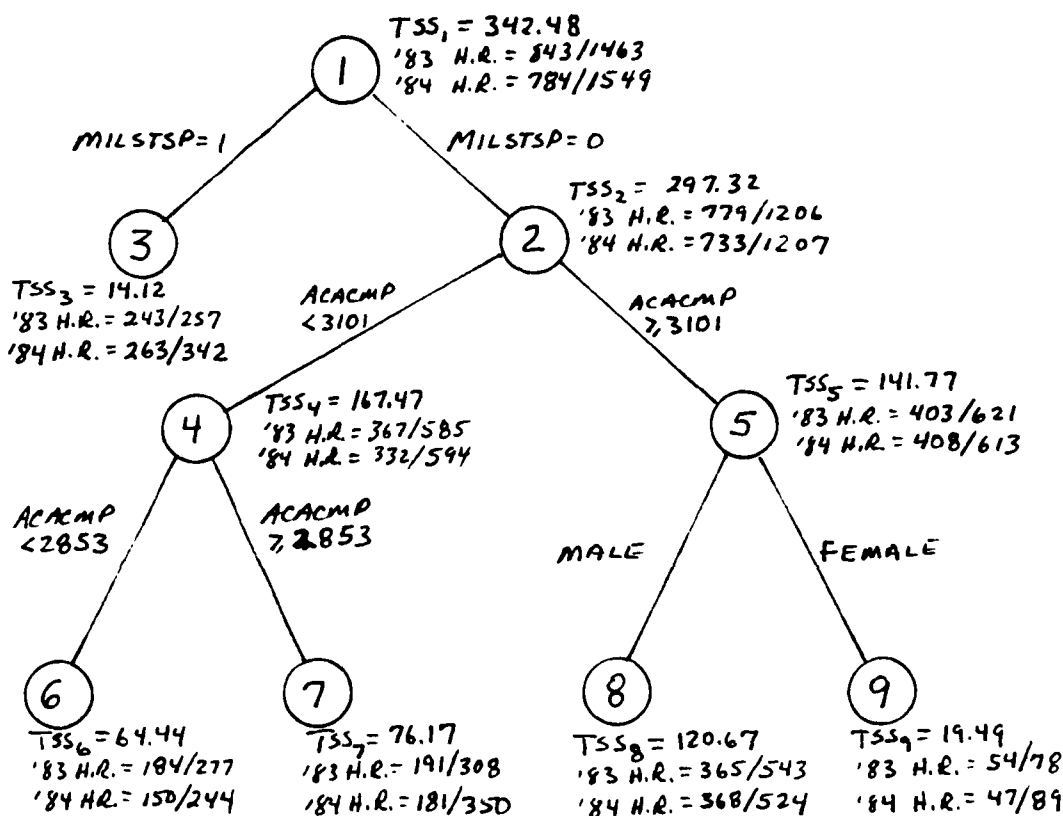 TSS₁ = 342.48
'83 H.R. = 843/1463
'84 H.R. = 784/1549
1
MILSTSP = 1
MILSTSP = 0
TSS₂ = 297.32
'83 H.R. = 779/1206
'84 H.R. = 733/1207
3
2
TSS₃ = 14.12
'83 H.R. = 243/257
'84 H.R. = 263/342
ACACMP
<3101
ACACMP
≥3101
4
TSS₄ = 167.47
'83 H.R. = 367/585
'84 H.R. = 332/594
5
TSS₅ = 141.77
'83 H.R. = 403/621
'84 H.R. = 408/613
ACACMP
<2853
ACACMP
≥2853
MALE
FEMALE
6
7
8
9
TSS₆ = 64.44
'83 H.R. = 184/277
'84 H.R. = 150/244
TSS₇ = 76.17
'83 H.R. = 191/308
'84 H.R. = 181/350
TSS₈ = 120.67
'83 H.R. = 365/543
'84 H.R. = 368/524
TSS₉ = 19.49
'83 H.R. = 54/78
'84 H.R. = 47/89